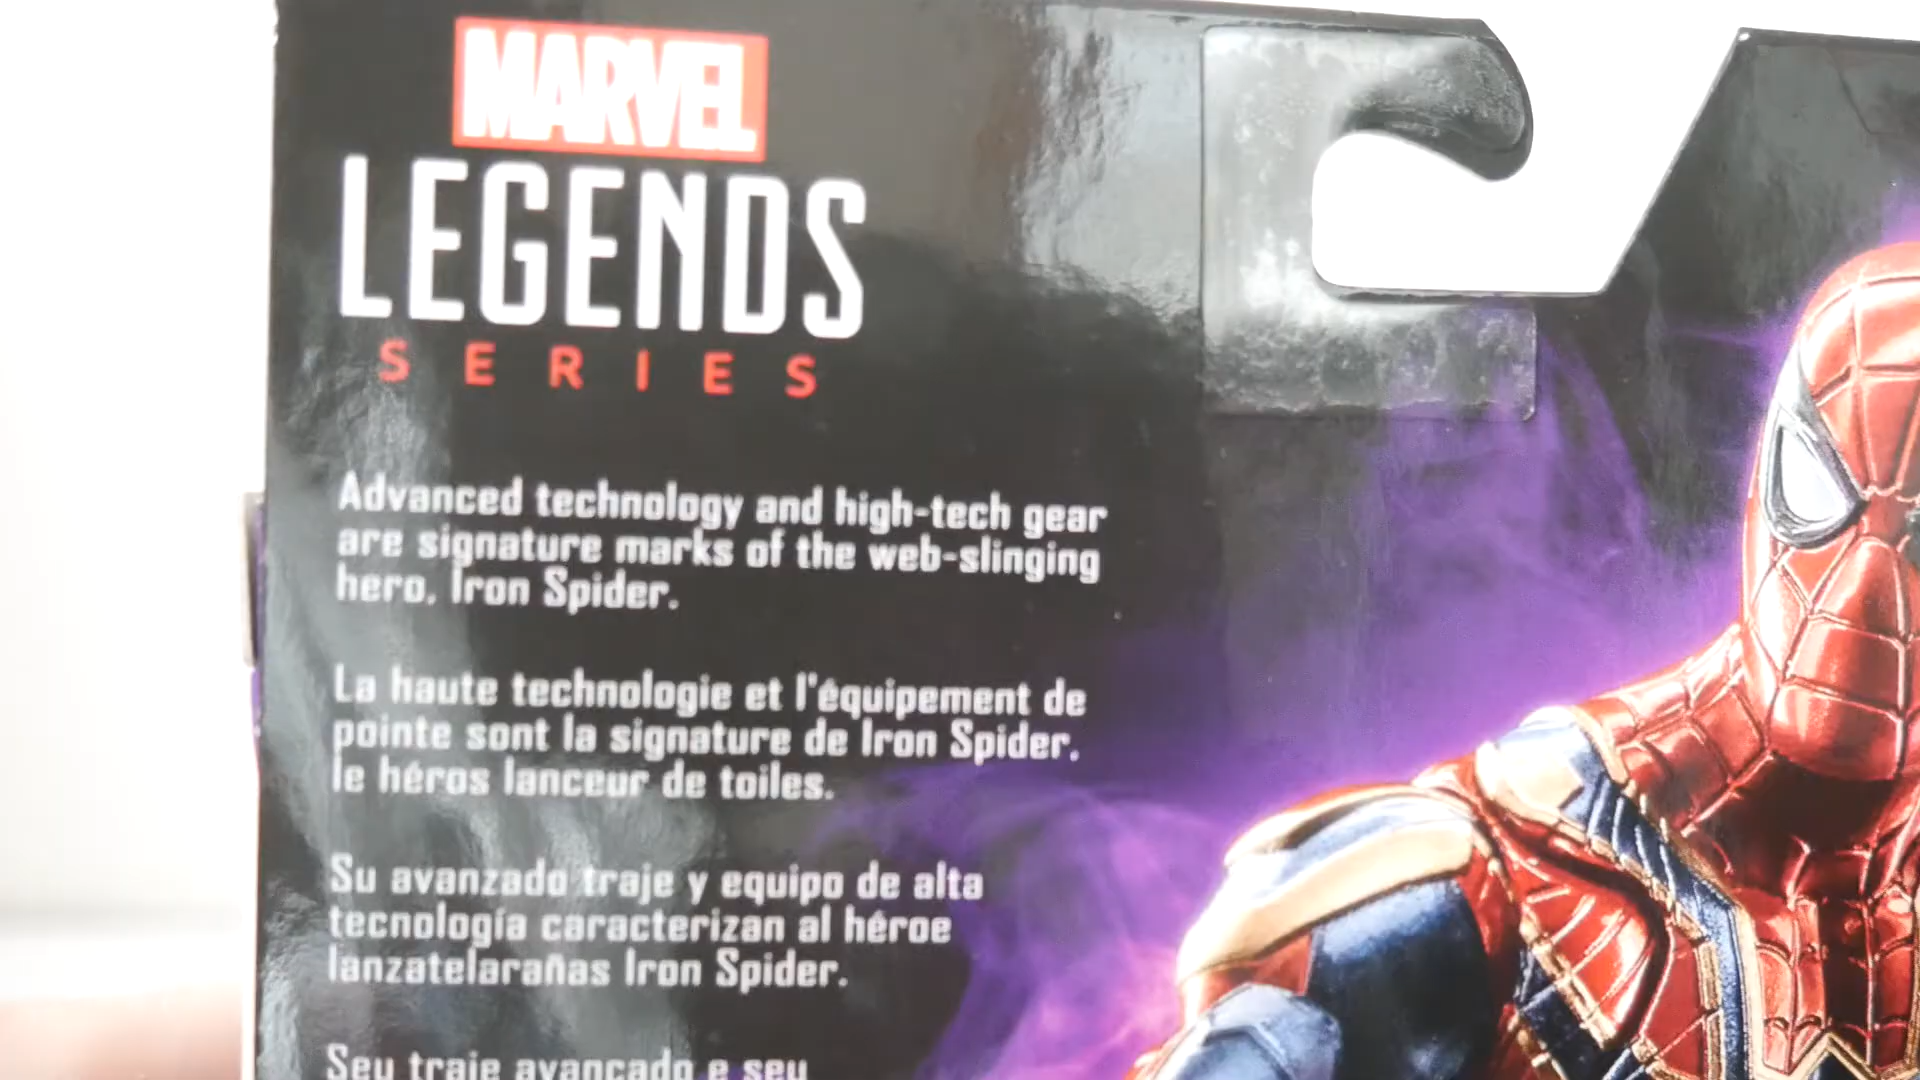 MARVEL
LEGENDS
SERIES
Advanced technology and high-tech gear
are signature marks of the web-slinging
hero, Iron Spider.
La haute technologie et l'équipement de
pointe sont la signature de Iron Spider,
le héros lanceur de toiles.
Su avanzado traje y equipo de alta
tecnología caracterizan al héroe
lanzatelarañas Iron Spider.
Seu traje avançado e seu